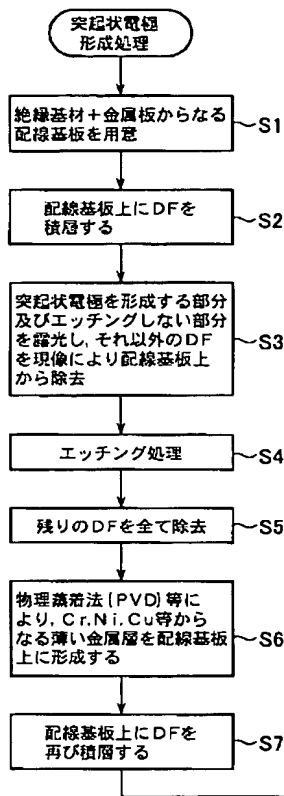 突起状電極
形成処理
絶縁基材+金属板からなる
配線基板を用意
S1
配線基板上にDFを
積層する
S2
突起状電極を形成する部分
及びエッチングしない部分
を露光し,それ以外のDF
を現像により配線基板上
から除去
S3
エッチング処理
S4
残りのDFを全て除去
S5
物理蒸着法(PVD)等に
より,Cr,Ni,Cu等から
なる薄い金属層を配線基板
上に形成する
S6
配線基板上にDFを
再び積層する
S7